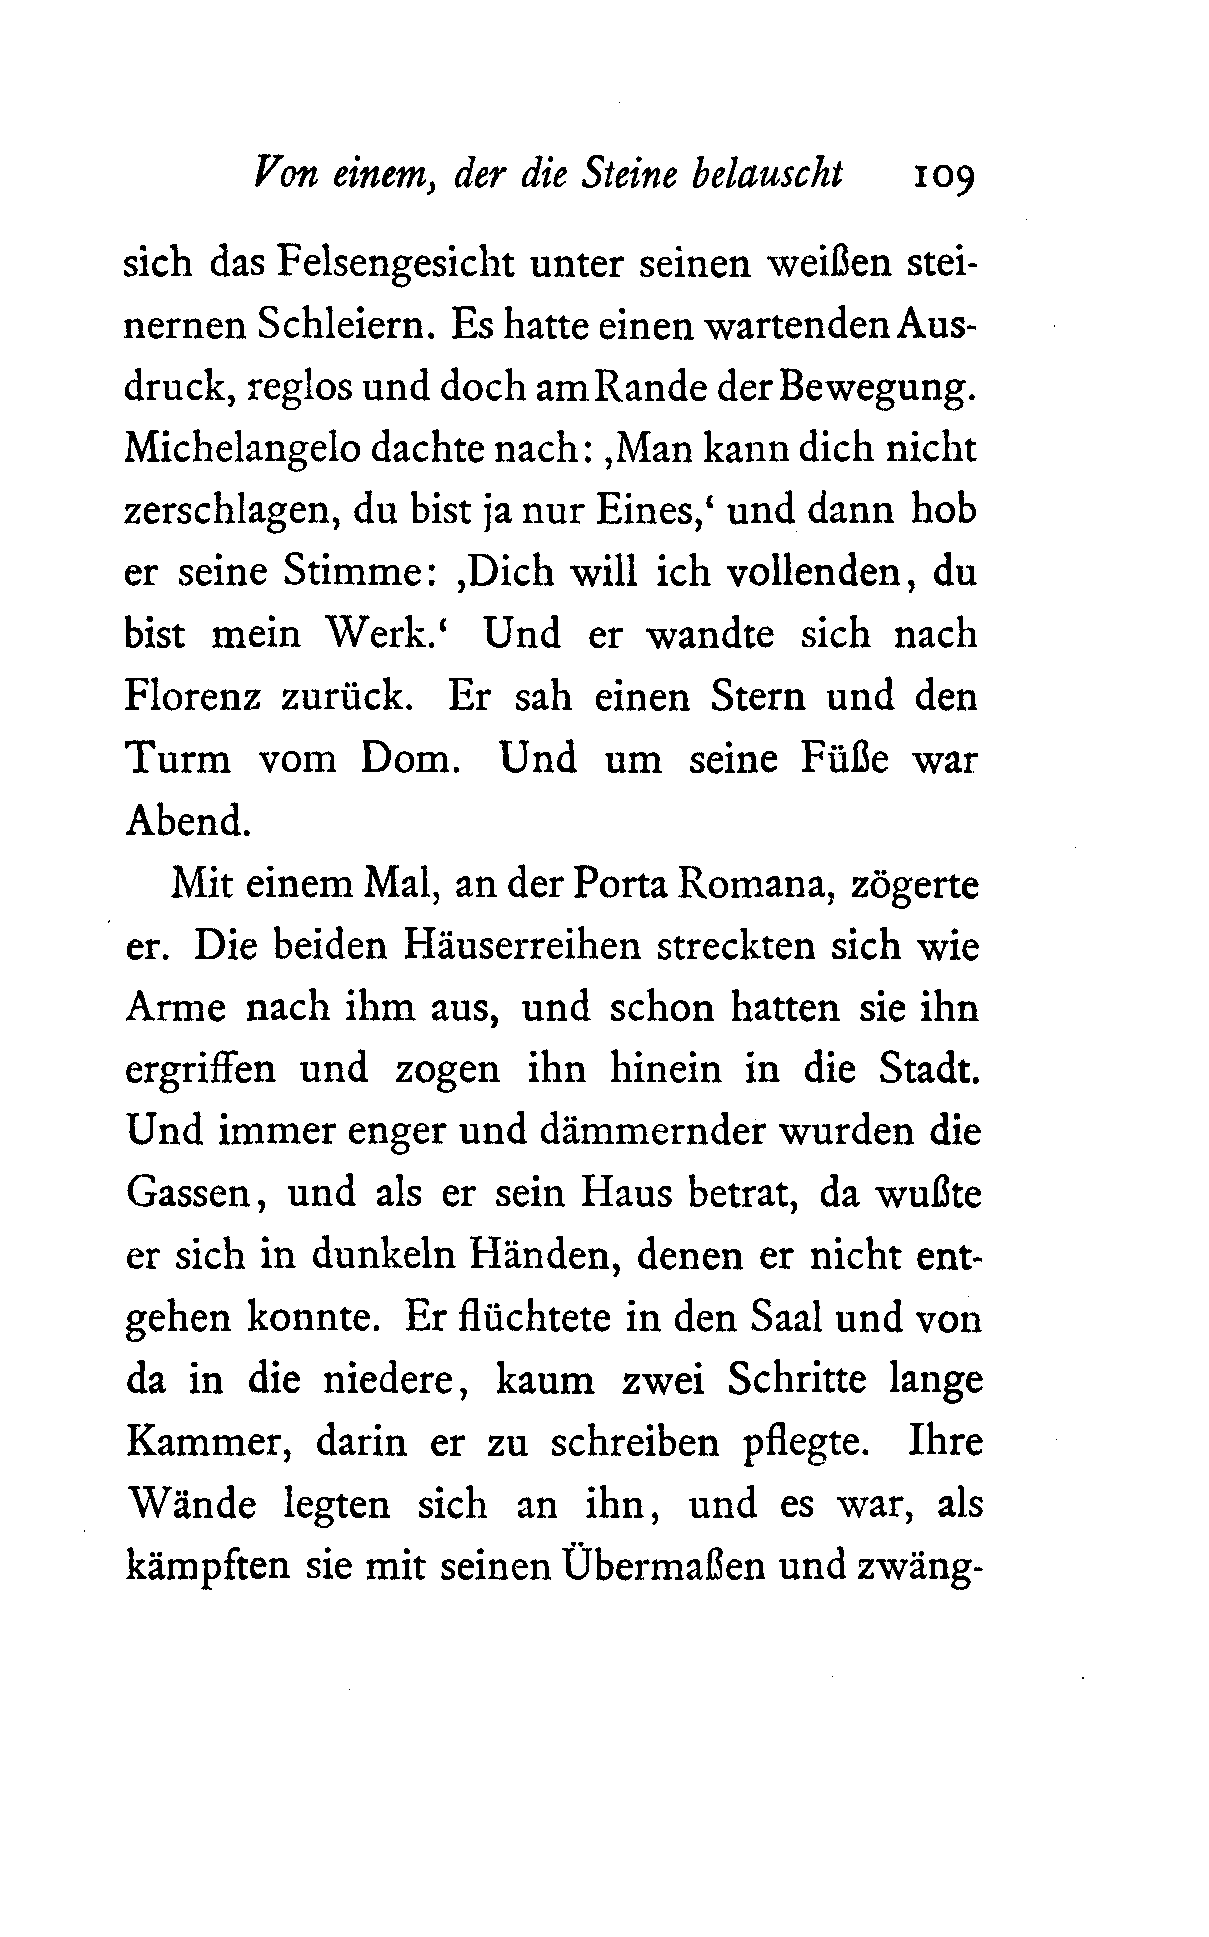 Von einem, der die Steine belauscht 109
sich das Felsengesicht unter seinen weißen stei-
nernen Schleiern. Es hatte einen wartenden Aus-
druck, reglos und doch am Rande der Bewegung.
Michelangelo dachte nach: ‚Man kann dich nicht
zerschlagen, du bist ja nur Eines,‘ und dann hob
er seine Stimme: ‚Dich will ich vollenden, du
bist mein Werk.‘ Und er wandte sich nach
Florenz zurück. Er sah einen Stern und den
Turm vom Dom. Und um seine Füße war
Abend.
Mit einem Mal, an der Porta Romana, zögerte
er. Die beiden Häuserreihen streckten sich wie
Arme nach ihm aus, und schon hatten sie ihn
ergriffen und zogen ihn hinein in die Stadt.
Und immer enger und dämmernder wurden die
Gassen, und als er sein Haus betrat, da wußte
er sich in dunkeln Händen, denen er nicht ent-
gehen konnte. Er flüchtete in den Saal und von
da in die niedere, kaum zwei Schritte lange
Kammer, darin er zu schreiben pflegte. Ihre
Wände legten sich an ihn, und es war, als
kämpften sie mit seinen Übermaßen und zwäng-